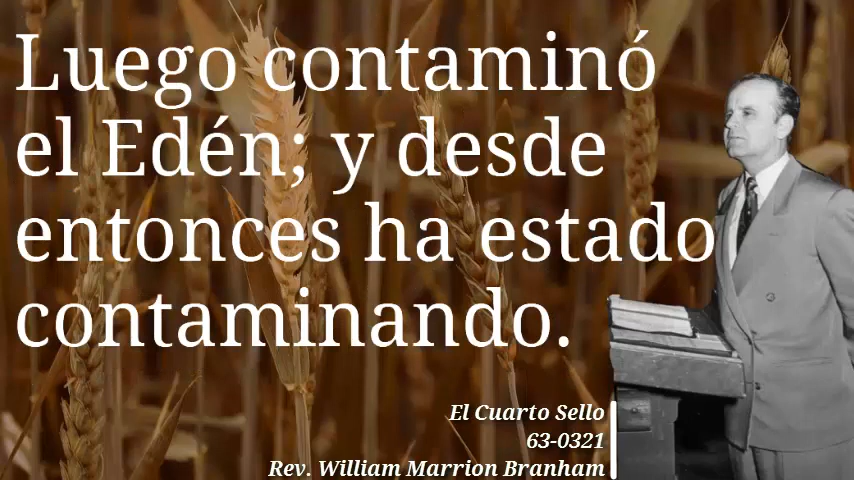 Luego contaminó
el Edén; y desde
entonces ha estado
contaminando.
El Cuarto Sello
63-0321
Rev. William Marrion Branham